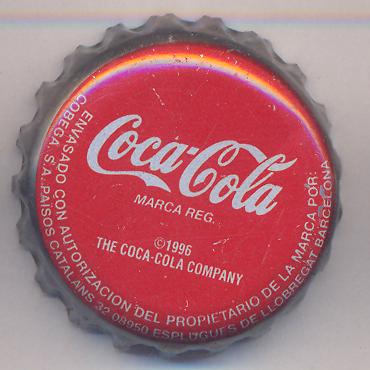 Coca-Cola
MARCA REG.
©1996
THE COCA-COLA COMPANY
ENVASADO CON AUTORIZACION DEL PROPIETARIO DE LA MARCA POR:
COBEGA, S.A. PAÏSOS CATALANS 32 08950 ESPLUGUES DE LLOBREGAT BARCELONA